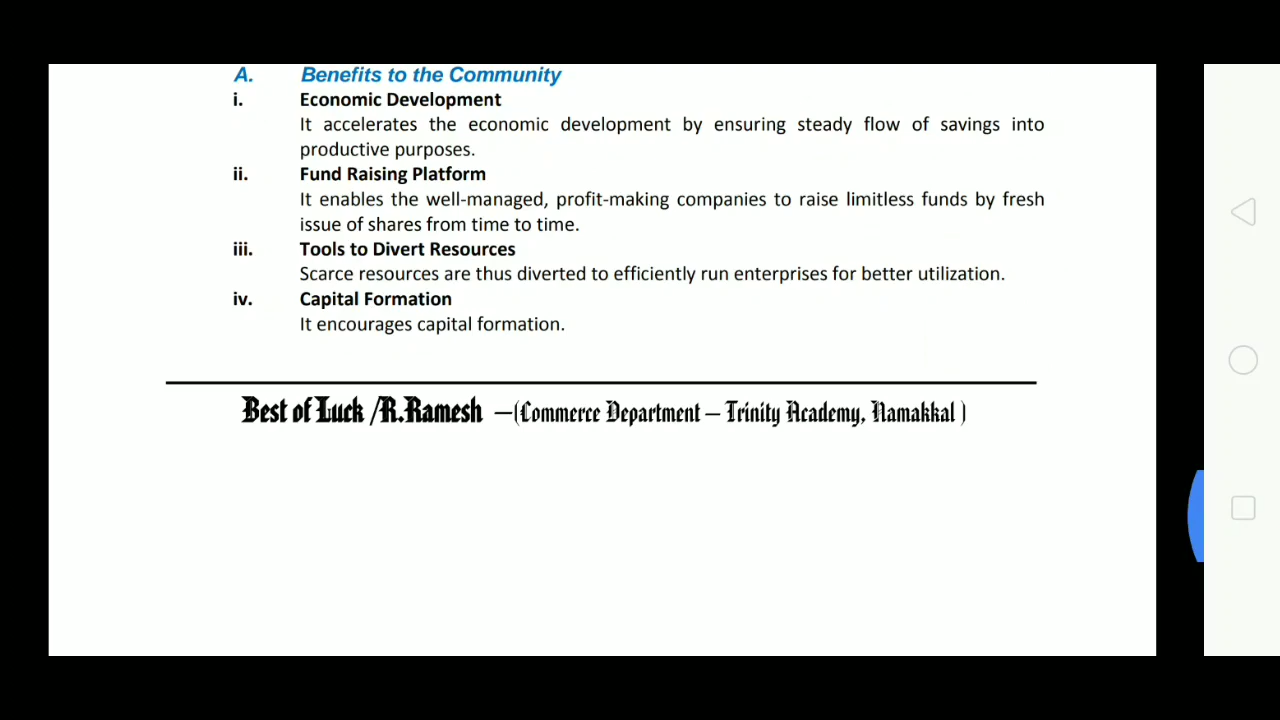 A. Benefits to the Community
i. Economic Development
It accelerates the economic development by ensuring steady flow of savings into
productive purposes.
ii. Fund Raising Platform
It enables the well-managed, profit-making companies to raise limitless funds by fresh
issue of shares from time to time.
iii. Tools to Divert Resources
Scarce resources are thus diverted to efficiently run enterprises for better utilization.
iv. Capital Formation
It encourages capital formation.
Best of Luck /R.Ramesh –(Commerce Department – Trinity Academy, Namakkal )